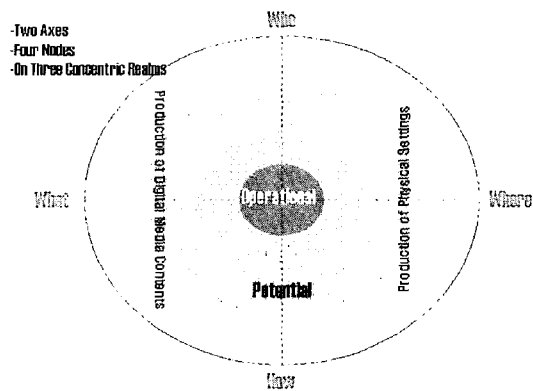 Who
-Two Axes
-Four Nodes
-On Three Concentric Realms
Production of Digital Media Contents
Production of Physical Settings
What
Operational
Where
Potential
How